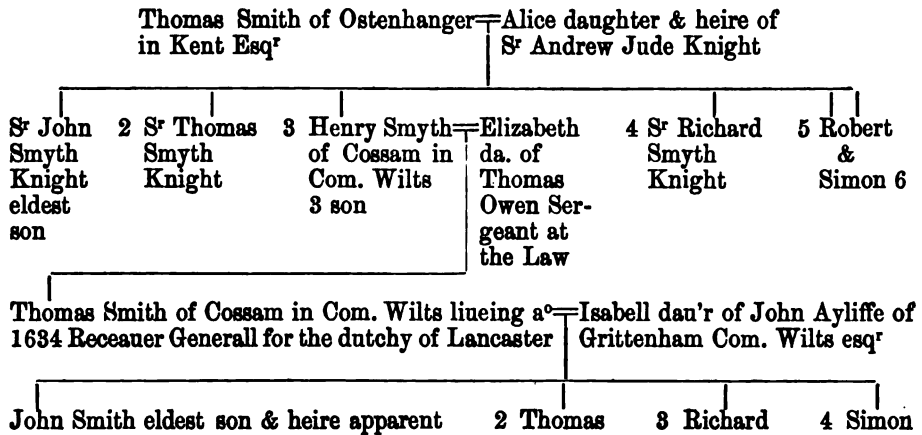 Thomas Smith of Ostenhanger = Alice daughter & heire of
in Kent Esqr Sr Andrew Jude Knight
Sr John
Smyth
Knight
eldest
son
2 Sr Thomas
Smyth
Knight
3 Henry Smyth =
of Cossam in
Com. Wilts
3 son
Elizabeth
da. of
Thomas
Owen Ser-
geant at
the Law
4 Sr Richard
Smyth
Knight
5 Robert
&
Simon 6
Thomas Smith of Cossam in Com. Wilts liueing ao = Isabell dau'r of John Ayliffe of
1634 Receauer Generall for the dutchy of Lancaster Grittenham Com. Wilts esqr
John Smith eldest son & heire apparent 2 Thomas 3 Richard 4 Simon